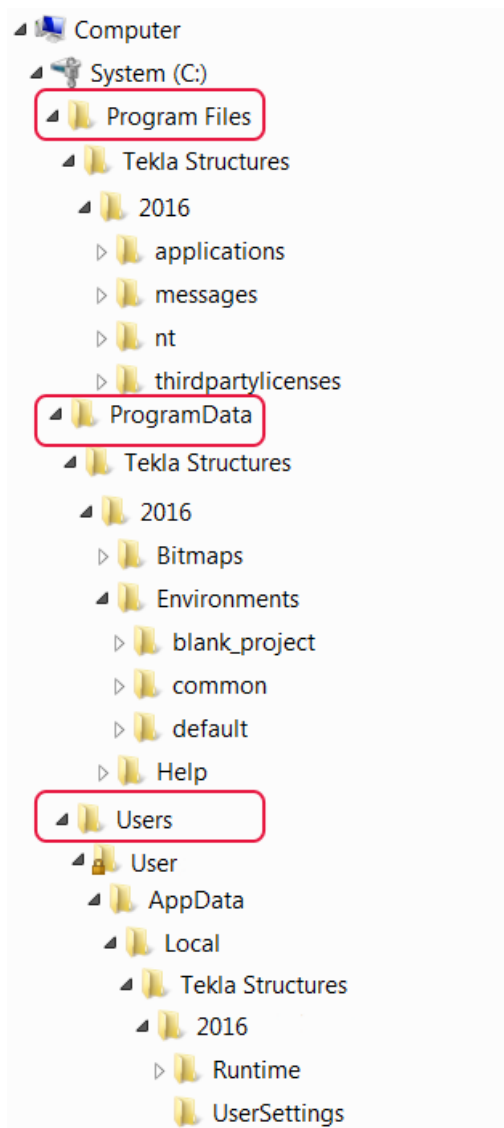 Computer
System (C:)
Program Files
Tekla Structures
2016
applications
messages
nt
thirdpartylicenses
ProgramData
Tekla Structures
2016
Bitmaps
Environments
blank_project
common
default
Help
Users
User
AppData
Local
Tekla Structures
2016
Runtime
UserSettings